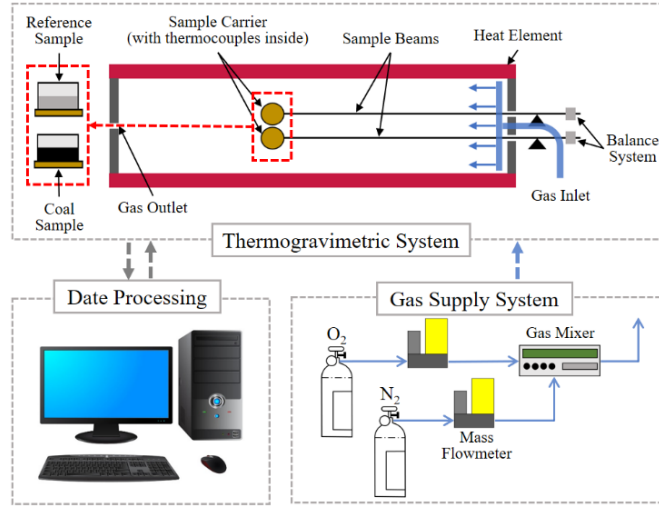 Reference
Sample
Sample Carrier
(with thermocouples inside)
Sample Beams
Heat Element
Balance
System
Gas Inlet
Gas Outlet
Coal
Sample
Thermogravimetric System
Date Processing
Gas Supply System
O2
Gas Mixer
N2
Mass
Flowmeter